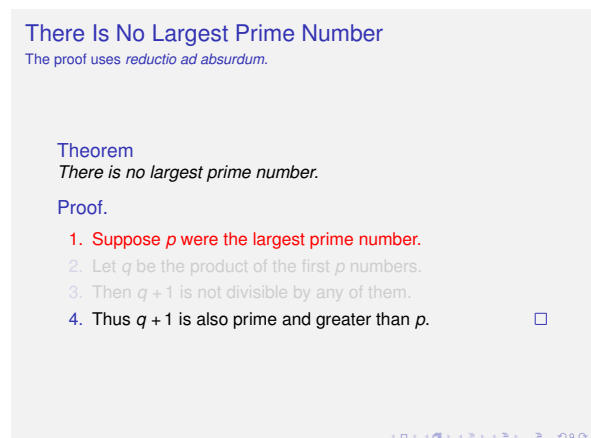 There Is No Largest Prime Number
The proof uses reductio ad absurdum.
Theorem
There is no largest prime number.
Proof.
1. Suppose p were the largest prime number.
2. Let q be the product of the first p numbers.
3. Then q + 1 is not divisible by any of them.
4. Thus q + 1 is also prime and greater than p. □